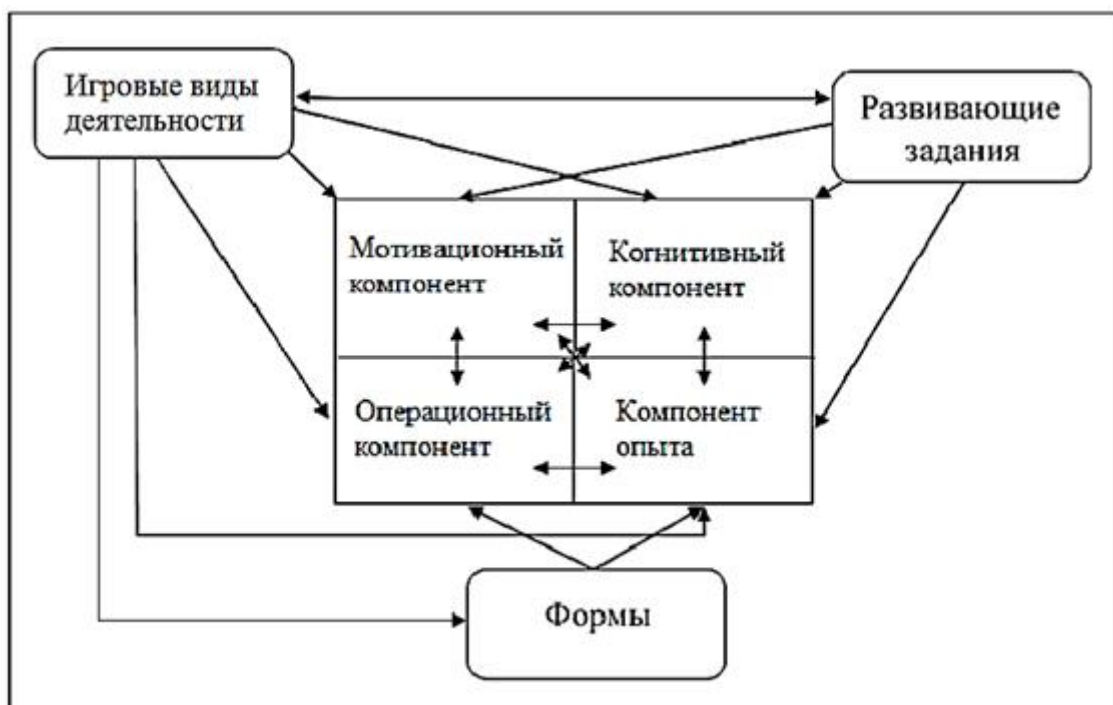 Игровые виды
деятельности
Развивающие
задания
Мотивационный
компонент
Когнитивный
компонент
Операционный
компонент
Компонент
опыта
Формы